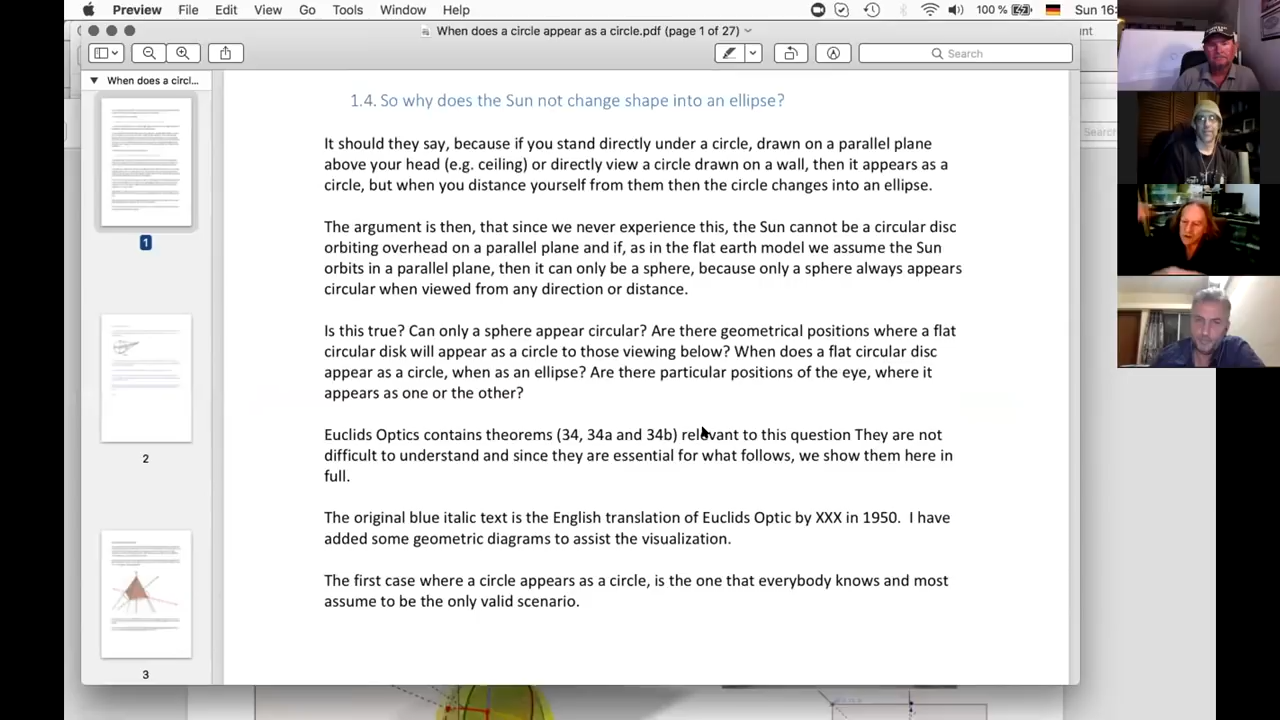 Preview File Edit View Go Tools Window Help 100 % Sun 16:
When does a circle appear as a circle.pdf (page 1 of 27)
Search
When does a circl...
1
2
3
1.4. So why does the Sun not change shape into an ellipse?
It should they say, because if you stand directly under a circle, drawn on a parallel plane
above your head (e.g. ceiling) or directly view a circle drawn on a wall, then it appears as a
circle, but when you distance yourself from them then the circle changes into an ellipse.
The argument is then, that since we never experience this, the Sun cannot be a circular disc
orbiting overhead on a parallel plane and if, as in the flat earth model we assume the Sun
orbits in a parallel plane, then it can only be a sphere, because only a sphere always appears
circular when viewed from any direction or distance.
Is this true? Can only a sphere appear circular? Are there geometrical positions where a flat
circular disk will appear as a circle to those viewing below? When does a flat circular disc
appear as a circle, when as an ellipse? Are there particular positions of the eye, where it
appears as one or the other?
Euclids Optics contains theorems (34, 34a and 34b) relevant to this question They are not
difficult to understand and since they are essential for what follows, we show them here in
full.
The original blue italic text is the English translation of Euclids Optic by XXX in 1950. I have
added some geometric diagrams to assist the visualization.
The first case where a circle appears as a circle, is the one that everybody knows and most
assume to be the only valid scenario.
Search